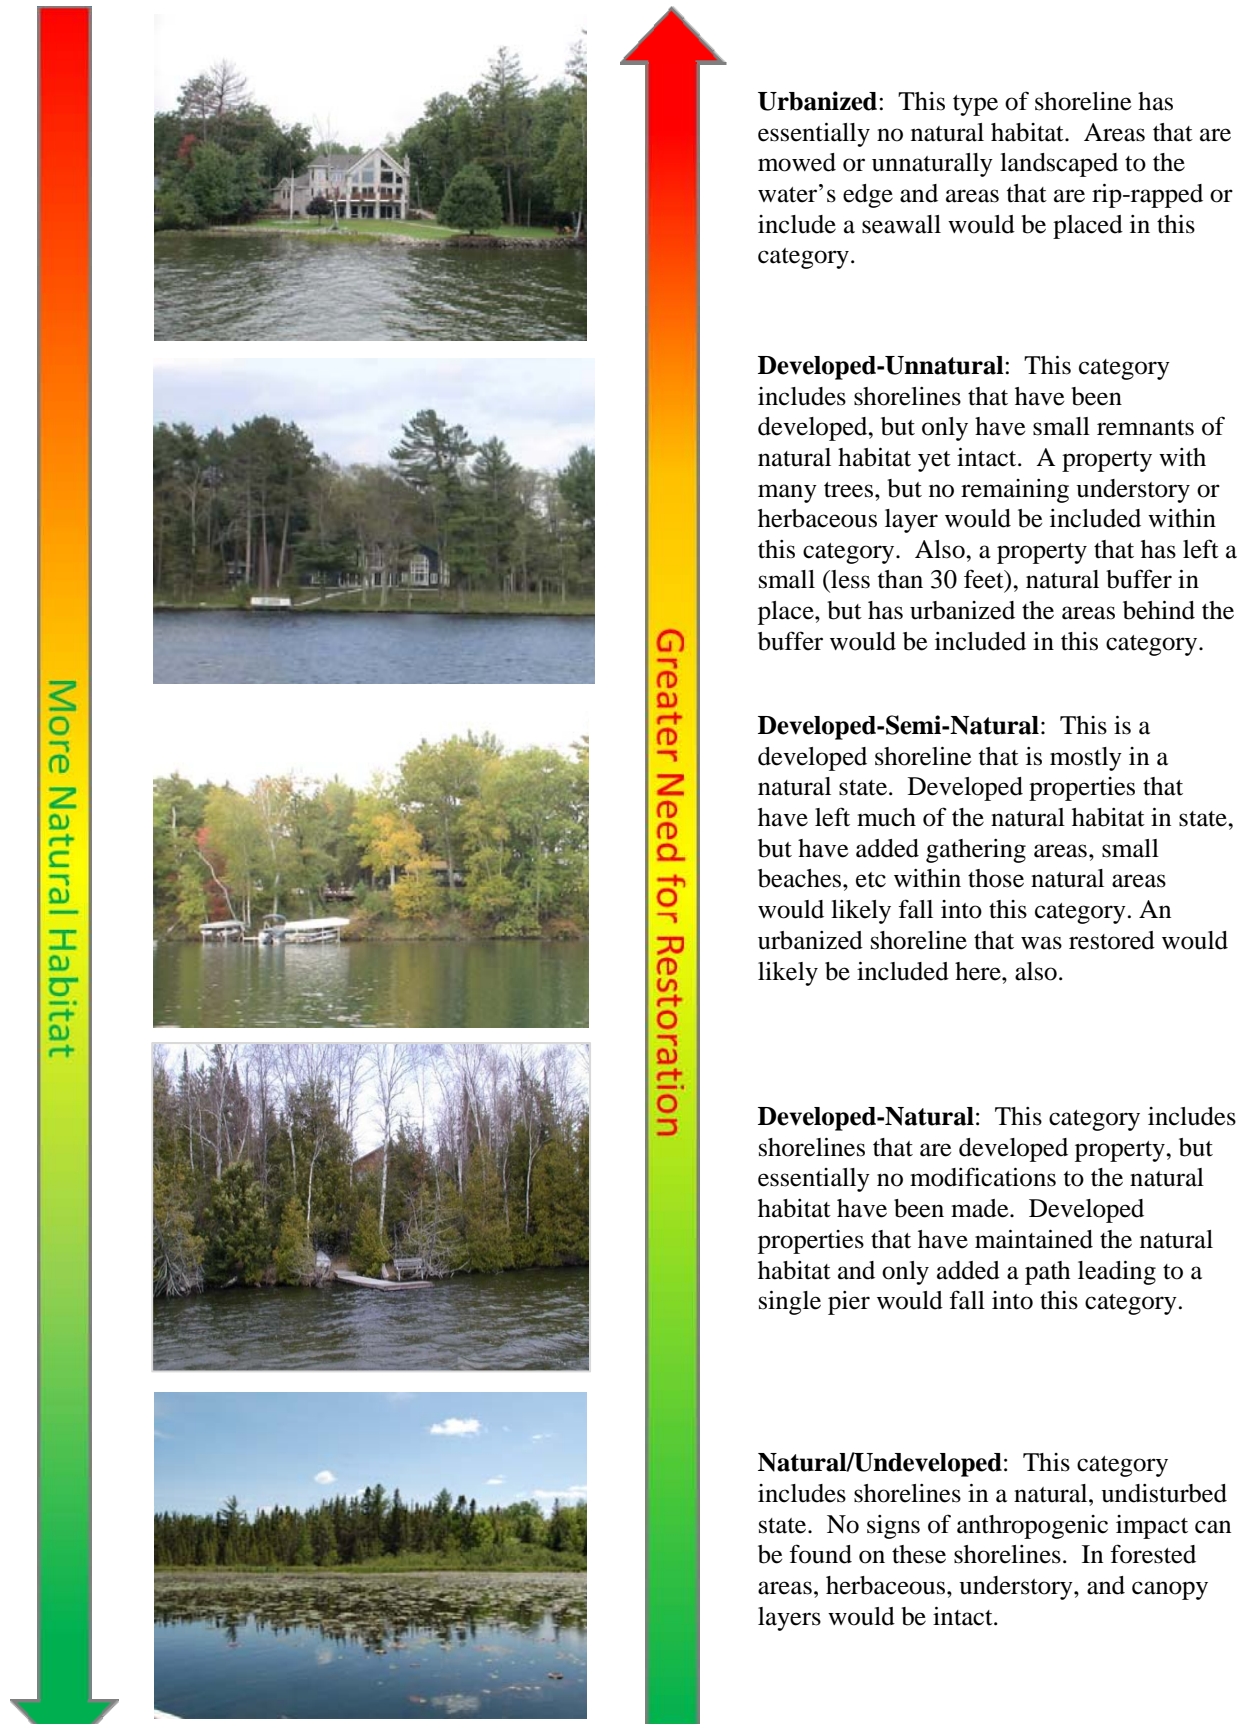 More Natural Habitat
Greater Need for Restoration
Urbanized: This type of shoreline has
essentially no natural habitat. Areas that are
mowed or unnaturally landscaped to the
water's edge and areas that are rip-rapped or
include a seawall would be placed in this
category.
Developed-Unnatural: This category
includes shorelines that have been
developed, but only have small remnants of
natural habitat yet intact. A property with
many trees, but no remaining understory or
herbaceous layer would be included within
this category. Also, a property that has left a
small (less than 30 feet), natural buffer in
place, but has urbanized the areas behind the
buffer would be included in this category.
Developed-Semi-Natural: This is a
developed shoreline that is mostly in a
natural state. Developed properties that
have left much of the natural habitat in state,
but have added gathering areas, small
beaches, etc within those natural areas
would likely fall into this category. An
urbanized shoreline that was restored would
likely be included here, also.
Developed-Natural: This category includes
shorelines that are developed property, but
essentially no modifications to the natural
habitat have been made. Developed
properties that have maintained the natural
habitat and only added a path leading to a
single pier would fall into this category.
Natural/Undeveloped: This category
includes shorelines in a natural, undisturbed
state. No signs of anthropogenic impact can
be found on these shorelines. In forested
areas, herbaceous, understory, and canopy
layers would be intact.